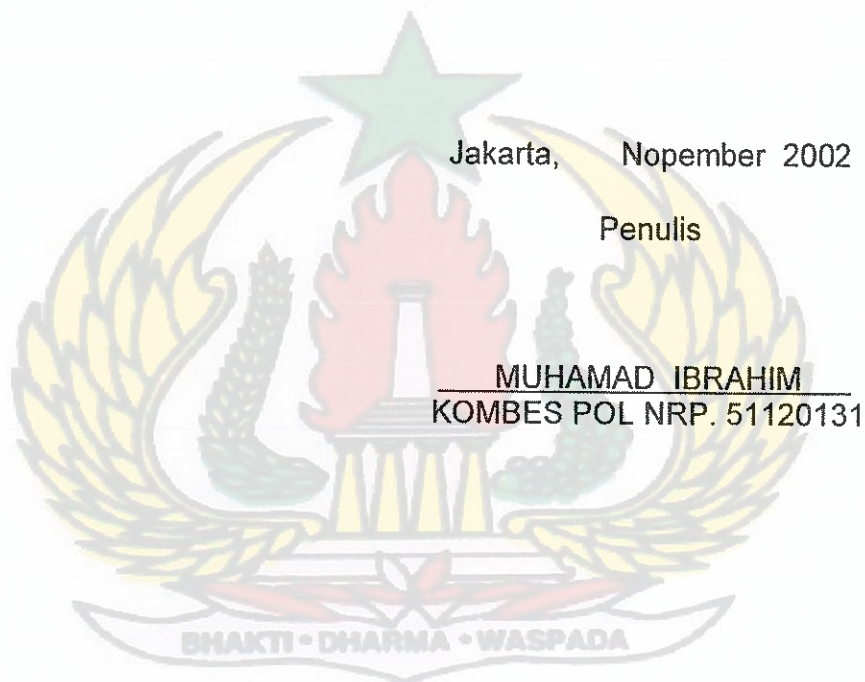 Jakarta, Nopember 2002
Penulis
MUHAMAD IBRAHIM
KOMBES POL NRP. 51120131
BHAKTI • DHARMA • WASPADA